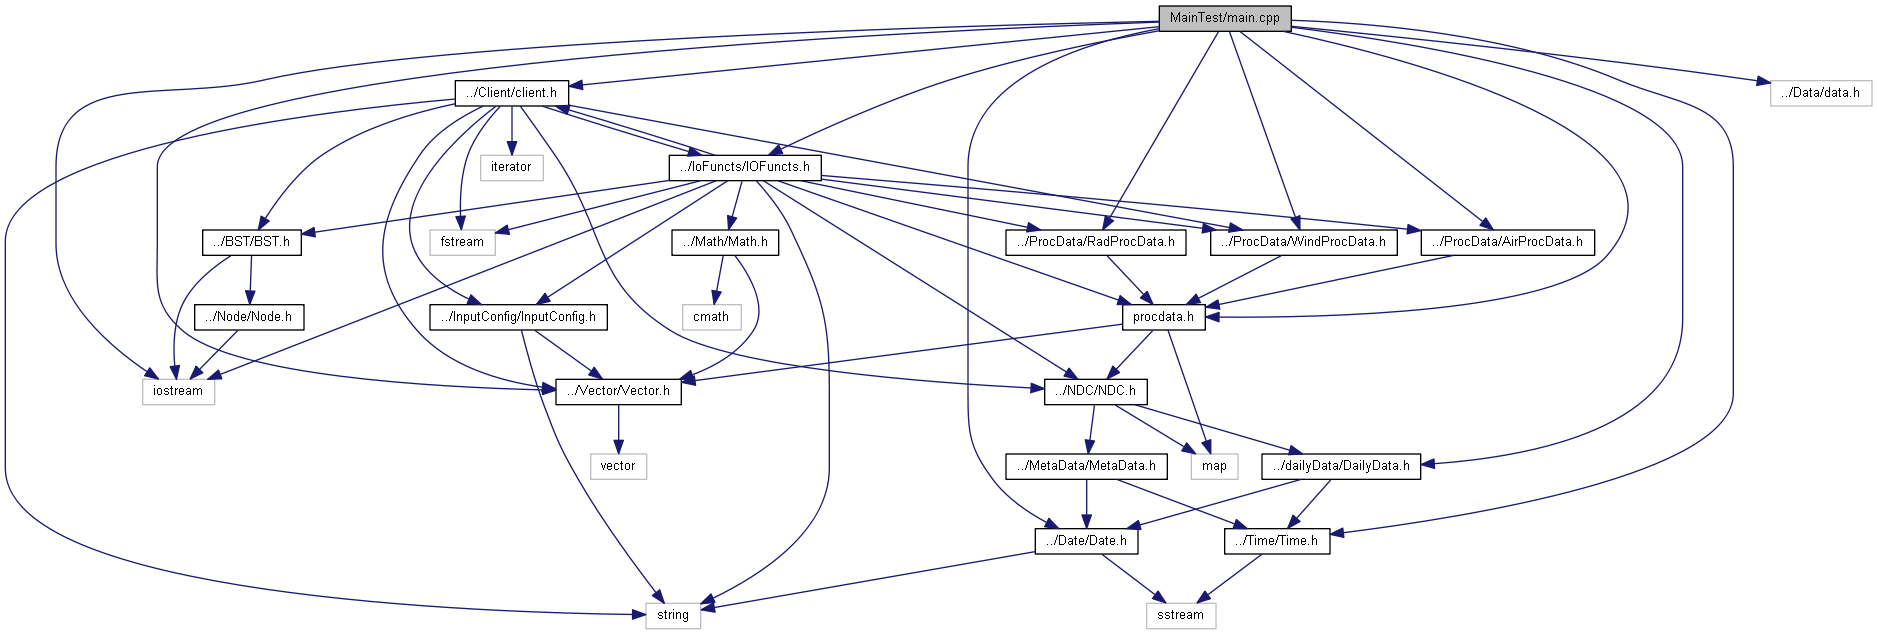 MainTest/main.cpp
../Client/client.h
../Data/data.h
iterator
../IoFuncts/IOFuncts.h
../BST/BST.h
fstream
../Math/Math.h
../ProcData/RadProcData.h
../ProcData/WindProcData.h
../ProcData/AirProcData.h
../Node/Node.h
../InputConfig/InputConfig.h
cmath
procdata.h
iostream
../Vector/Vector.h
../NDC/NDC.h
vector
../MetaData/MetaData.h
map
../dailyData/DailyData.h
../Date/Date.h
../Time/Time.h
string
sstream